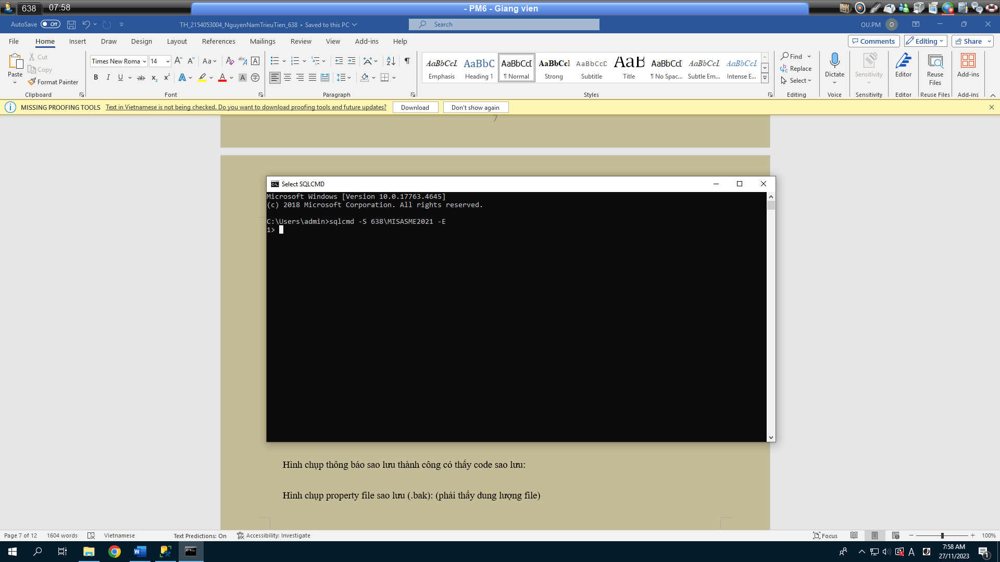 638 07:58 - PM6 - Giang vien
AutoSave Off TH_2154053004_NguyenNamTrieuTien_638 • Saved to this PC Search OU.PM O
File Home Insert Draw Design Layout References Mailings Review View Add-ins Help Comments Editing Share
Paste Cut Copy Format Painter
Times New Roma 14 Aa
B I U ab x₂ x² A A A
AaBbCcI AaBbC AaBbCcD AaBbCcI AaBbCcD AaB AaBbCcD AaBbCcI AaBbCcI
Emphasis Heading 1 ¶ Normal Strong Subtitle Title ¶ No Spac... Subtle Em... Intense E...
Find Replace Select
Dictate Sensitivity Editor Reuse Files Add-ins
Clipboard Font Paragraph Styles Editing Voice Sensitivity Editor Reuse Files Add-ins
MISSING PROOFING TOOLS Text in Vietnamese is not being checked. Do you want to download proofing tools and future updates? Download Don't show again
7
Select SQLCMD
Microsoft Windows [Version 10.0.17763.4645]
(c) 2018 Microsoft Corporation. All rights reserved.
C:\Users\admin>sqlcmd -S 638\MISASME2021 -E
1>
Hình chụp thông báo sao lưu thành công có thấy code sao lưu:
Hình chụp property file sao lưu (.bak): (phải thấy dung lượng file)
Page 7 of 12 1604 words Vietnamese Text Predictions: On Accessibility: Investigate Focus 100%
A 7:58 AM
27/11/2023 1